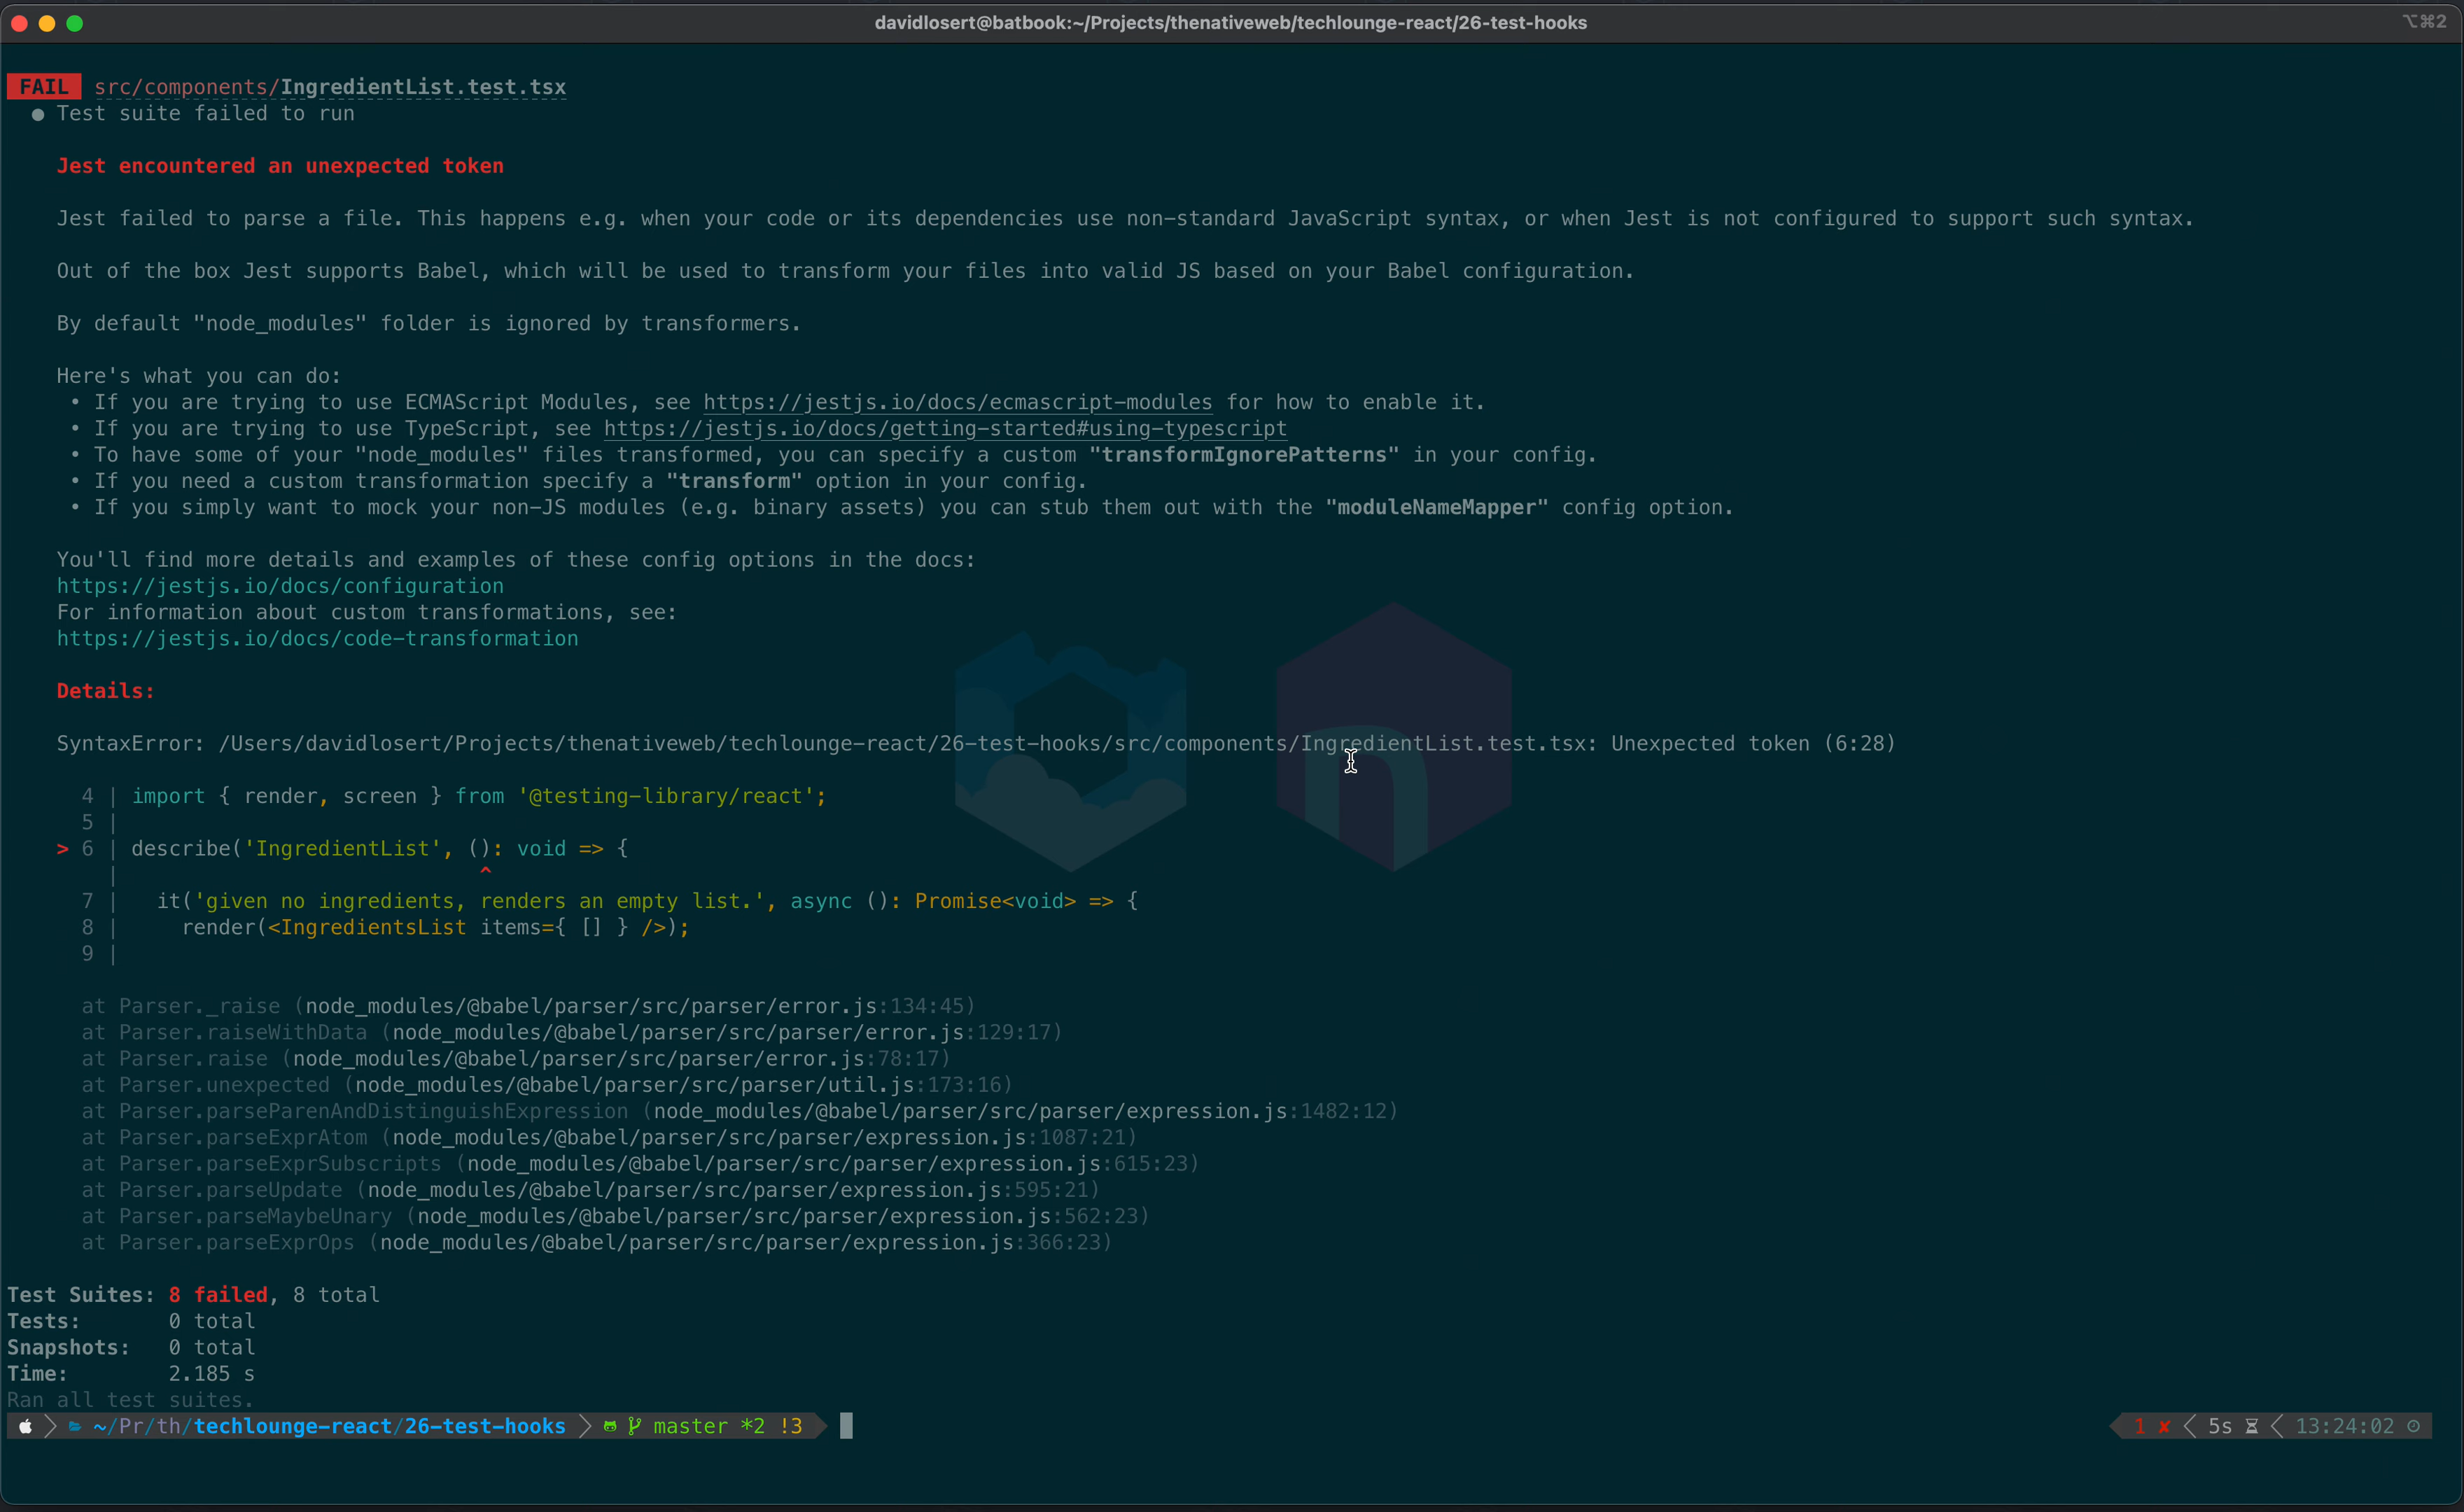 davidlosert@batbook:~/Projects/thenativeweb/techlounge-react/26-test-hooks
⌥⌘2
FAIL src/components/IngredientList.test.tsx
● Test suite failed to run
Jest encountered an unexpected token
Jest failed to parse a file. This happens e.g. when your code or its dependencies use non-standard JavaScript syntax, or when Jest is not configured to support such syntax.
Out of the box Jest supports Babel, which will be used to transform your files into valid JS based on your Babel configuration.
By default "node_modules" folder is ignored by transformers.
Here's what you can do:
• If you are trying to use ECMAScript Modules, see https://jestjs.io/docs/ecmascript-modules for how to enable it.
• If you are trying to use TypeScript, see https://jestjs.io/docs/getting-started#using-typescript
• To have some of your "node_modules" files transformed, you can specify a custom "transformIgnorePatterns" in your config.
• If you need a custom transformation specify a "transform" option in your config.
• If you simply want to mock your non-JS modules (e.g. binary assets) you can stub them out with the "moduleNameMapper" config option.
You'll find more details and examples of these config options in the docs:
https://jestjs.io/docs/configuration
For information about custom transformations, see:
https://jestjs.io/docs/code-transformation
Details:
SyntaxError: /Users/davidlosert/Projects/thenativeweb/techlounge-react/26-test-hooks/src/components/IngredientList.test.tsx: Unexpected token (6:28)
4 | import { render, screen } from '@testing-library/react';
5 |
> 6 | describe('IngredientList', (): void => {
| ^
7 | it('given no ingredients, renders an empty list.', async (): Promise<void> => {
8 | render(<IngredientsList items={ [] } />);
9 |
at Parser._raise (node_modules/@babel/parser/src/parser/error.js:134:45)
at Parser.raiseWithData (node_modules/@babel/parser/src/parser/error.js:129:17)
at Parser.raise (node_modules/@babel/parser/src/parser/error.js:78:17)
at Parser.unexpected (node_modules/@babel/parser/src/parser/util.js:173:16)
at Parser.parseParenAndDistinguishExpression (node_modules/@babel/parser/src/parser/expression.js:1482:12)
at Parser.parseExprAtom (node_modules/@babel/parser/src/parser/expression.js:1087:21)
at Parser.parseExprSubscripts (node_modules/@babel/parser/src/parser/expression.js:615:23)
at Parser.parseUpdate (node_modules/@babel/parser/src/parser/expression.js:595:21)
at Parser.parseMaybeUnary (node_modules/@babel/parser/src/parser/expression.js:562:23)
at Parser.parseExprOps (node_modules/@babel/parser/src/parser/expression.js:366:23)
Test Suites: 8 failed, 8 total
Tests: 0 total
Snapshots: 0 total
Time: 2.185 s
Ran all test suites.
~/Pr/th/techlounge-react/26-test-hooks master *2 !3 1 ✘ 5s 13:24:02